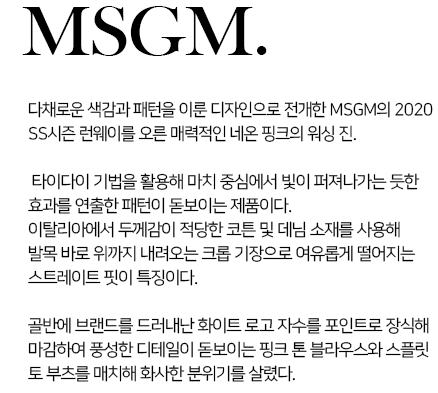 MSGM.
다채로운 색감과 패턴을 이룬 디자인으로 전개한 MSGM의 2020
SS시즌 런웨이를 오른 매력적인 네온 핑크의 워싱 진.
타이다이 기법을 활용해 마치 중심에서 빛이 퍼져나가는 듯한
효과를 연출한 패턴이 돋보이는 제품이다.
이탈리아에서 두께감이 적당한 코튼 및 데님 소재를 사용해
발목 바로 위까지 내려오는 크롭 기장으로 여유롭게 떨어지는
스트레이트 핏이 특징이다.
골반에 브랜드를 드러내난 화이트 로고 자수를 포인트로 장식해
마감하여 풍성한 디테일이 돋보이는 핑크 톤 블라우스와 스플릿
토 부츠를 매치해 화사한 분위기를 살렸다.